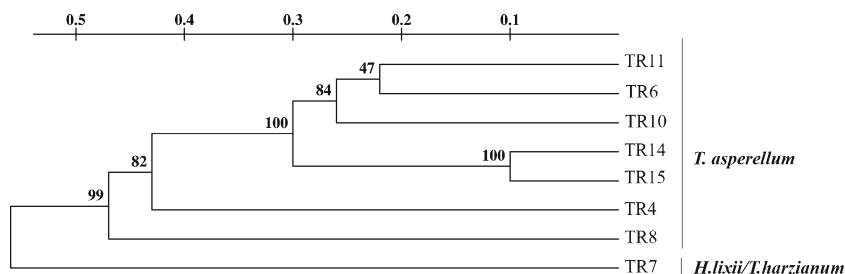 0.5 0.4 0.3 0.2 0.1
TR11
47
TR6
84
TR10
100
TR14
100
T. asperellum
82
TR15
99
TR4
TR8
TR7
H.lixii/T.harzianum